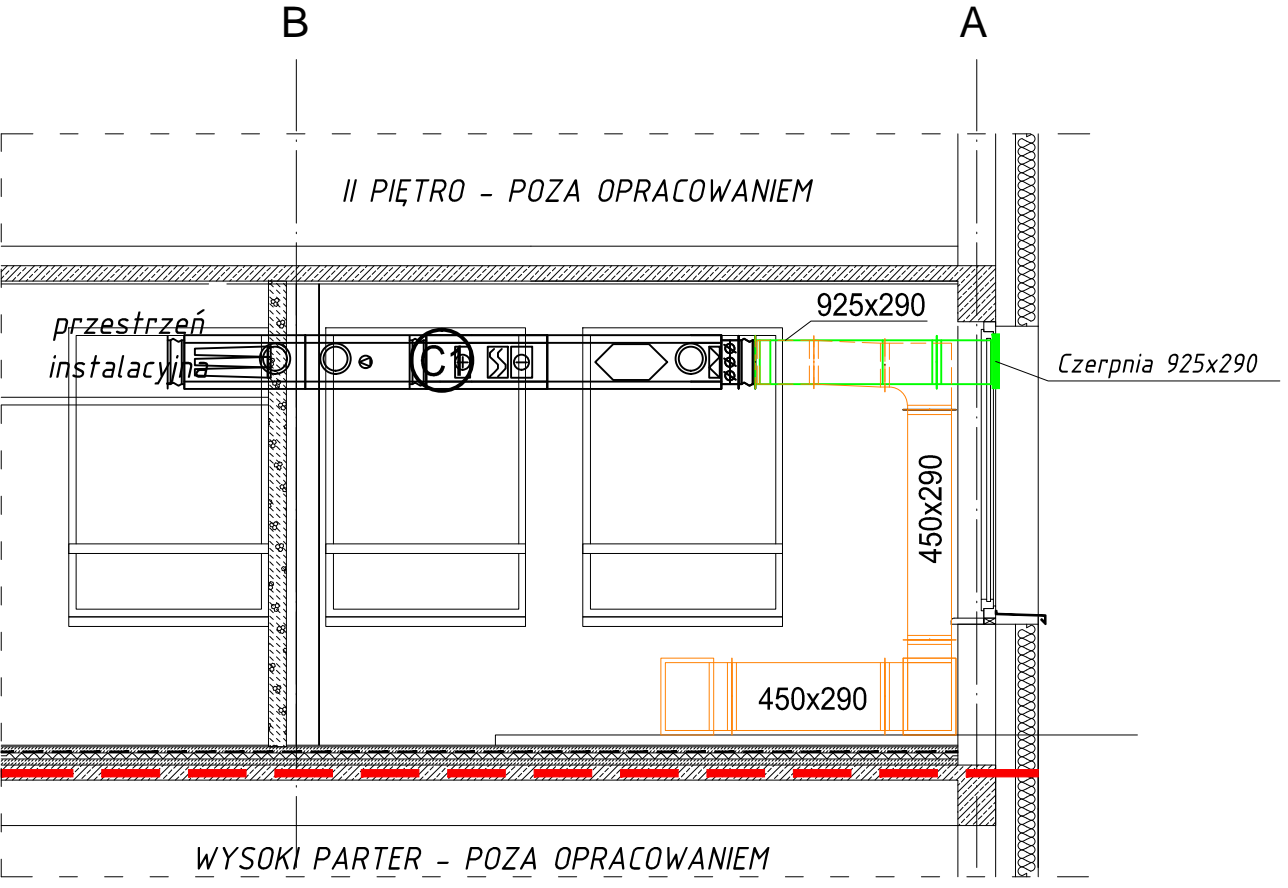 B
A
II PIĘTRO - POZA OPRACOWANIEM
925x290
przestrzeń
instalacyjna
C1
Czerpnia 925x290
450x290
450x290
WYSOKI PARTER - POZA OPRACOWANIEM